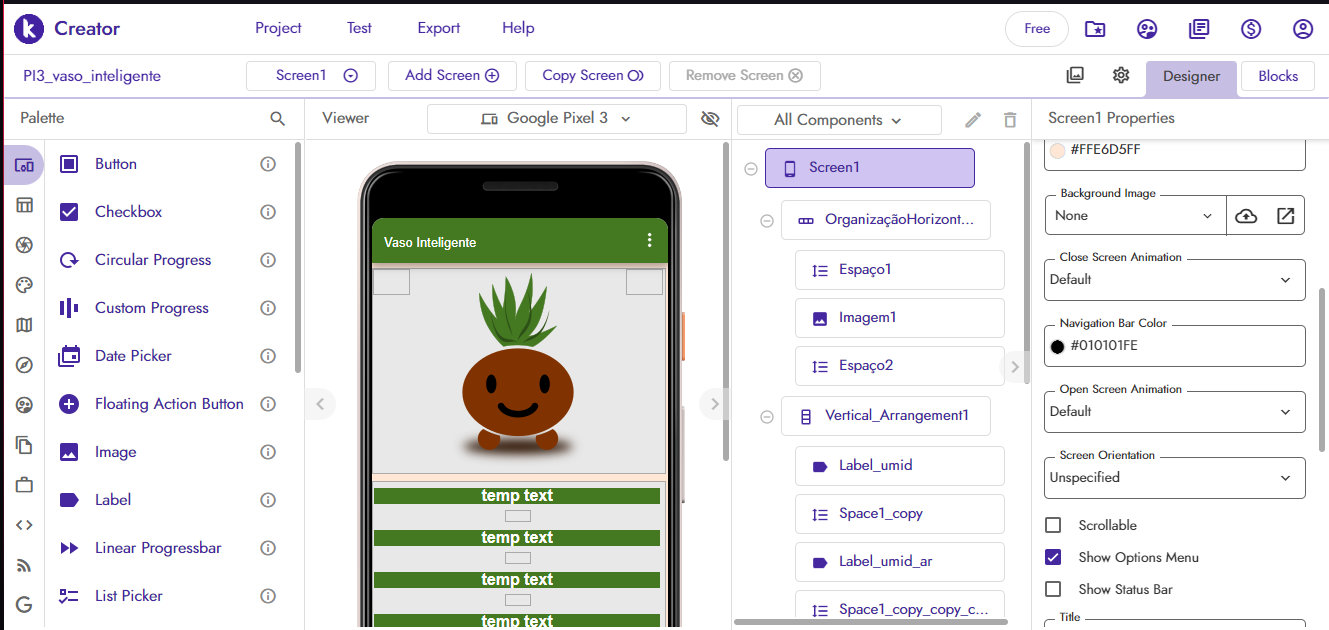 Creator
Project
Test
Export
Help
Free
PI3_vaso_inteligente
Screen1
Add Screen
Copy Screen
Remove Screen
Designer
Blocks
Palette
Button
Checkbox
Circular Progress
Custom Progress
Date Picker
Floating Action Button
Image
Label
Linear Progressbar
List Picker
Viewer
Google Pixel 3
Vaso Inteligente
temp text
temp text
temp text
temp text
All Components
Screen1
OrganizaçãoHorizont...
Espaço1
Imagem1
Espaço2
Vertical_Arrangement1
Label_umid
Space1_copy
Label_umid_ar
Space1_copy_copy_c...
Screen1 Properties
#FFE6D5FF
Background Image
None
Close Screen Animation
Default
Navigation Bar Color
#010101FE
Open Screen Animation
Default
Screen Orientation
Unspecified
Scrollable
Show Options Menu
Show Status Bar
Title